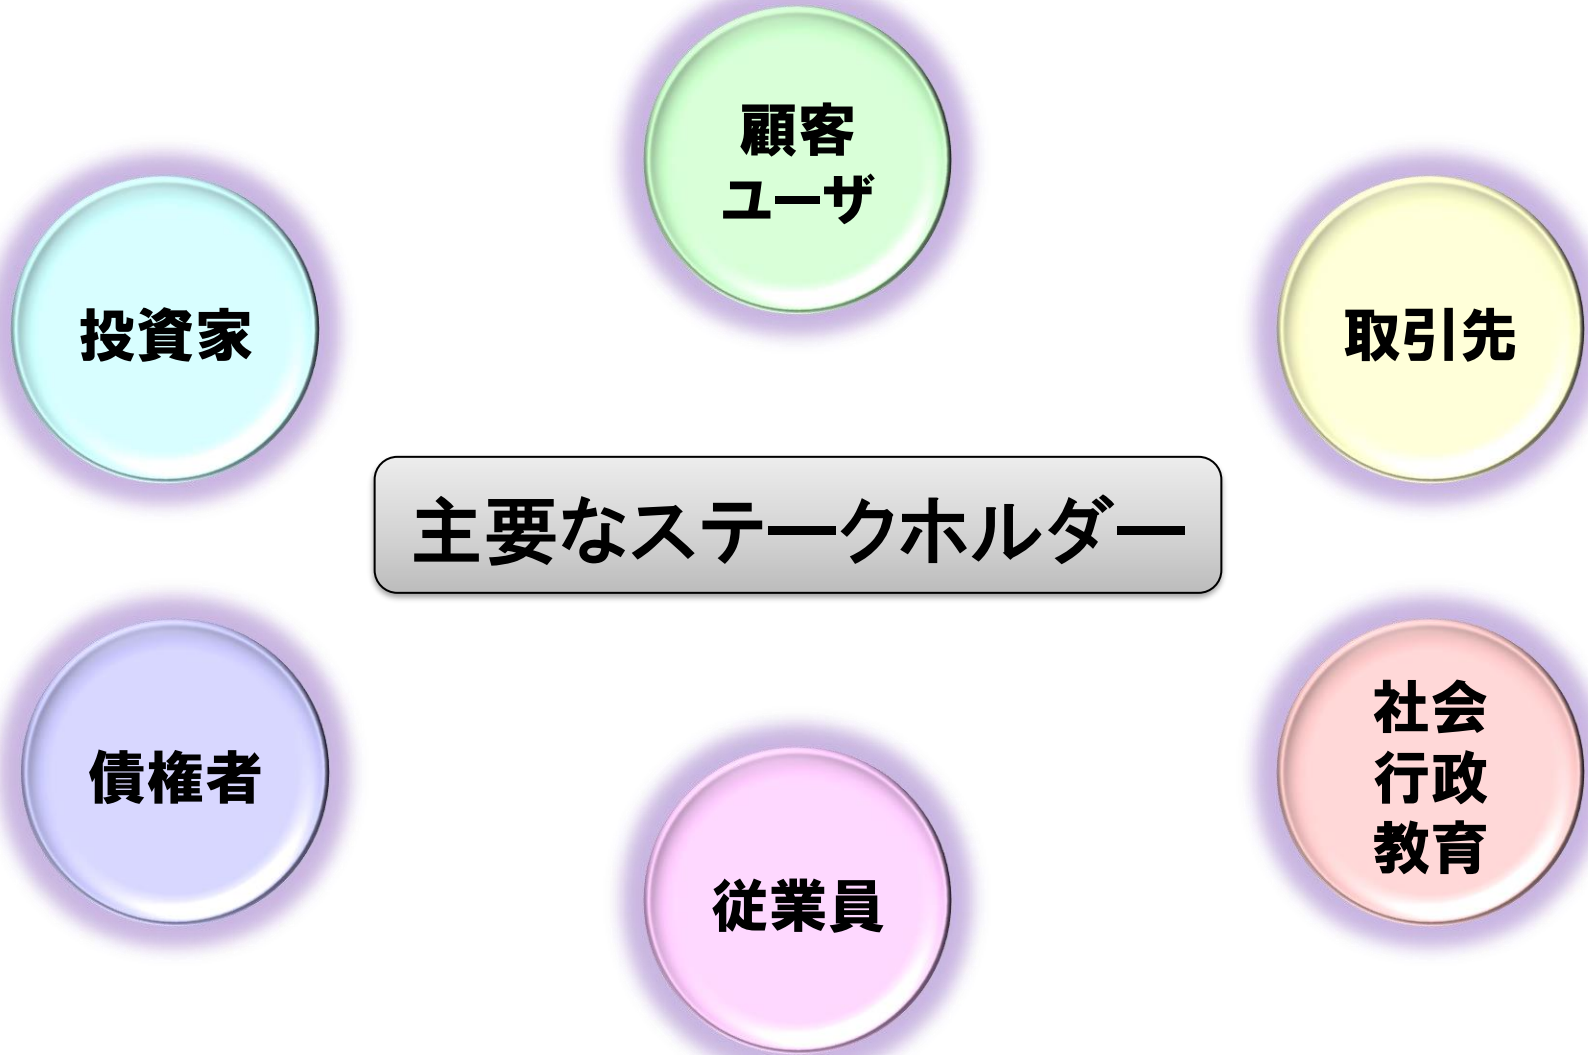 顧客
ユーザ
投資家
取引先
主要なステークホルダー
債権者
社会
行政
教育
従業員